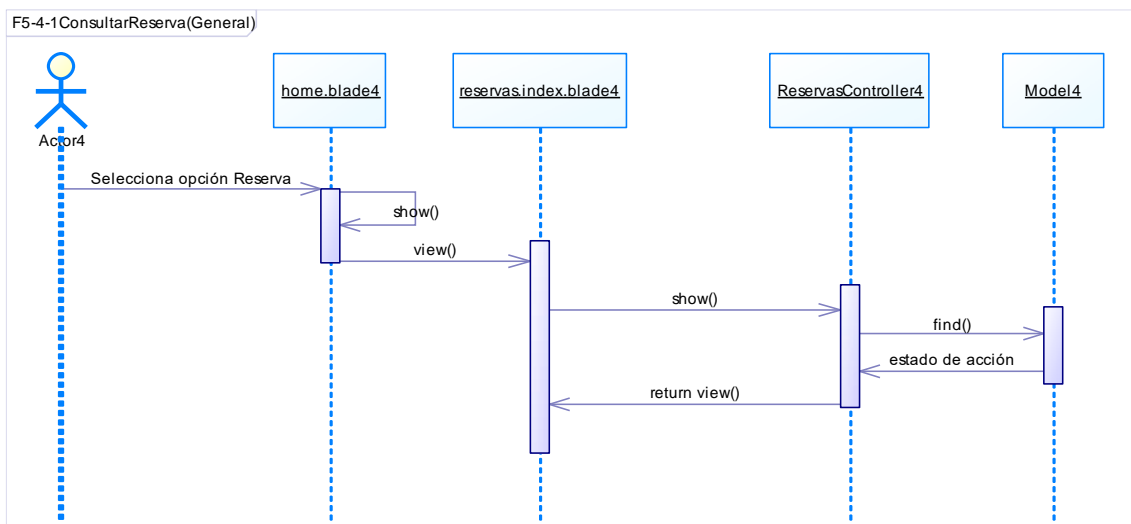 F5-4-1ConsultarReserva(General)
Actor4
home.blade4
reservas.index.blade4
ReservasController4
Model4
Selecciona opción Reserva
show()
view()
show()
find()
estado de acción
return view()